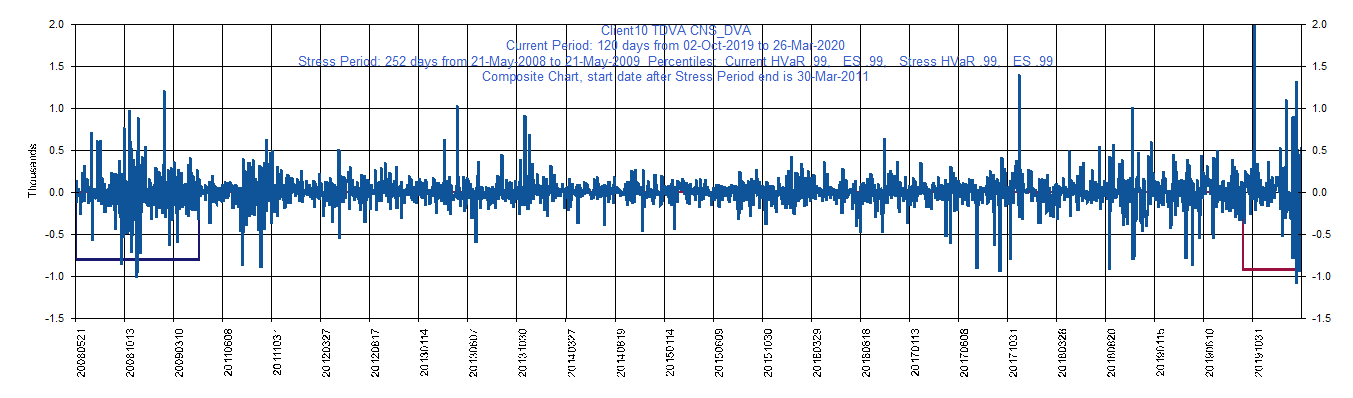 Client10 TDVA CNS_DVA
Current Period: 120 days from 02-Oct-2019 to 26-Mar-2020
Stress Period: 252 days from 21-May-2008 to 21-May-2009 Percentiles: Current HVaR .99, ES .99, Stress HVaR .99, ES .99
Composite Chart, start date after Stress Period end is 30-Mar-2011
2.0 2.0
1.5 1.5
1.0 1.0
0.5 0.5
0.0 0.0
-0.5 -0.5
-1.0 -1.0
-1.5 -1.5
Thousands
20080521 20081013 20090310 20110608 20111031 20120327 20120817 20130114 20130607 20131030 20140327 20140819 20150114 20150609 20151030 20160329 20160818 20170113 20170608 20171031 20180328 20180820 20190115 20190610 20191031